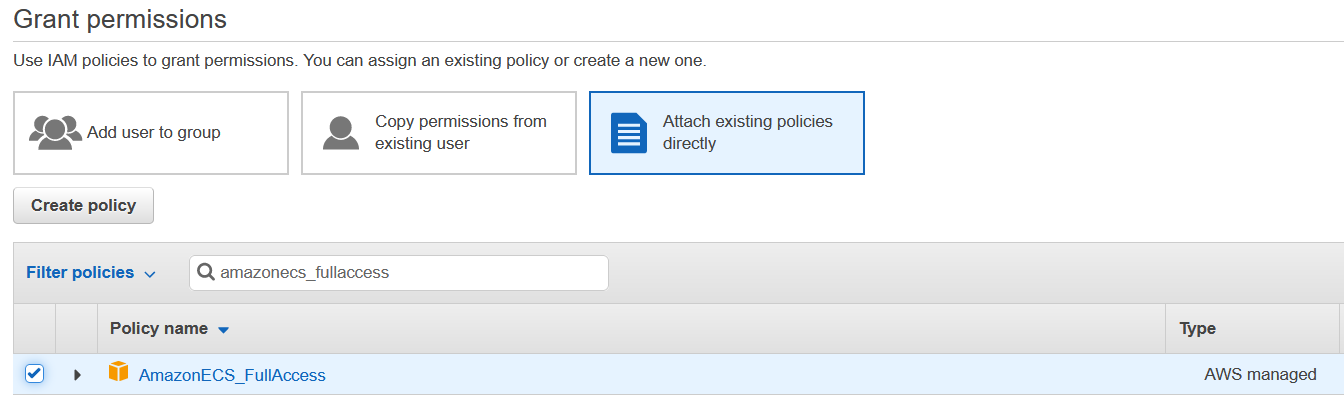 Grant permissions
Use IAM policies to grant permissions. You can assign an existing policy or create a new one.
Add user to group
Copy permissions from
existing user
Attach existing policies
directly
Create policy
Filter policies
amazonecs_fullaccess
Policy name
Type
AmazonECS_FullAccess
AWS managed